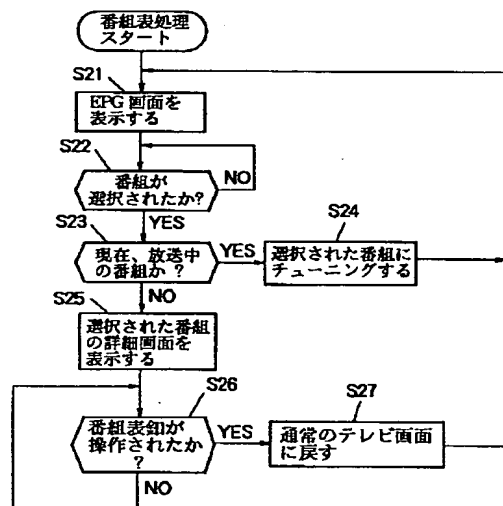 番組表処理
スタート
S21
EPG画面を
表示する
S22
番組が
選択されたか?
NO
YES
S23
現在、放送中
の番組か ?
YES
S24
選択された番組に
チューニングする
NO
S25
選択された番組
の詳細画面を
表示する
S26
番組表釦が
操作されたか
?
YES
S27
通常のテレビ画面
に戻す
NO